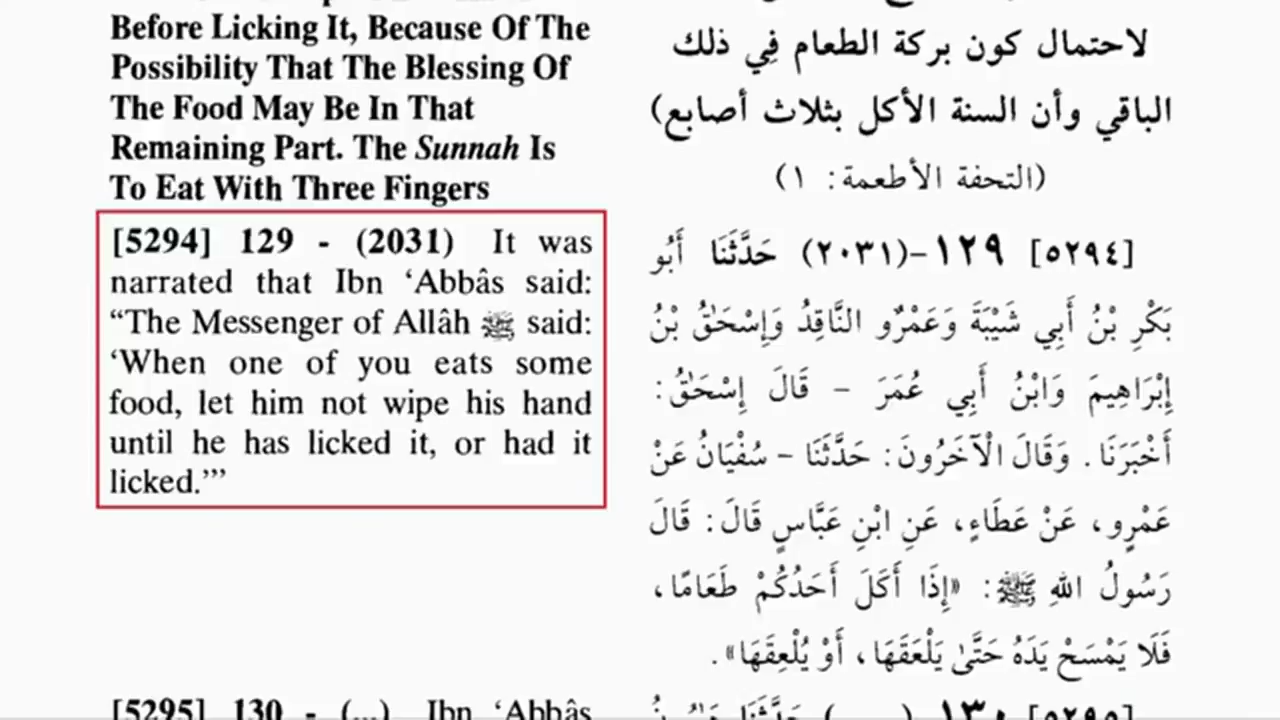 Before Licking It, Because Of The
Possibility That The Blessing Of
The Food May Be In That
Remaining Part. The Sunnah Is
To Eat With Three Fingers
[5294] 129 - (2031) It was
narrated that Ibn ‘Abbâs said:
“The Messenger of Allâh ﷺ said:
‘When one of you eats some
food, let him not wipe his hand
until he has licked it, or had it
licked.’”
[5295] 130 - (...) Ibn ‘Abbâs
لاحتمال كون بركة الطعام فِي ذلك
الباقي وأن السنة الأكل بثلاث أصابع)
(التحفة الأطعمة: ١)
[٥٢٩٤] ١٢٩-(٢٠٣١) حَدَّثَنَا أَبُو
بَكْرِ بْنُ أَبِي شَيْبَةَ وَعَمْرٌو النَّاقِدُ وَإِسْحَقُ بْنُ
إِبْرَاهِيمَ وَابْنُ أَبِي عُمَرَ – قَالَ إِسْحَقُ:
أَخْبَرَنَا. وَقَالَ الْآخَرُونَ: حَدَّثَنَا – سُفْيَانُ عَنْ
عَمْرٍو، عَنْ عَطَاءٍ، عَنِ ابْنِ عَبَّاسٍ قَالَ: قَالَ
رَسُولُ اللهِ ﷺ: «إِذَا أَكَلَ أَحَدُكُمْ طَعَامًا،
فَلَا يَمْسَحْ يَدَهُ حَتَّىٰ يَلْعَقَهَا، أَوْ يُلْعِقَهَا».